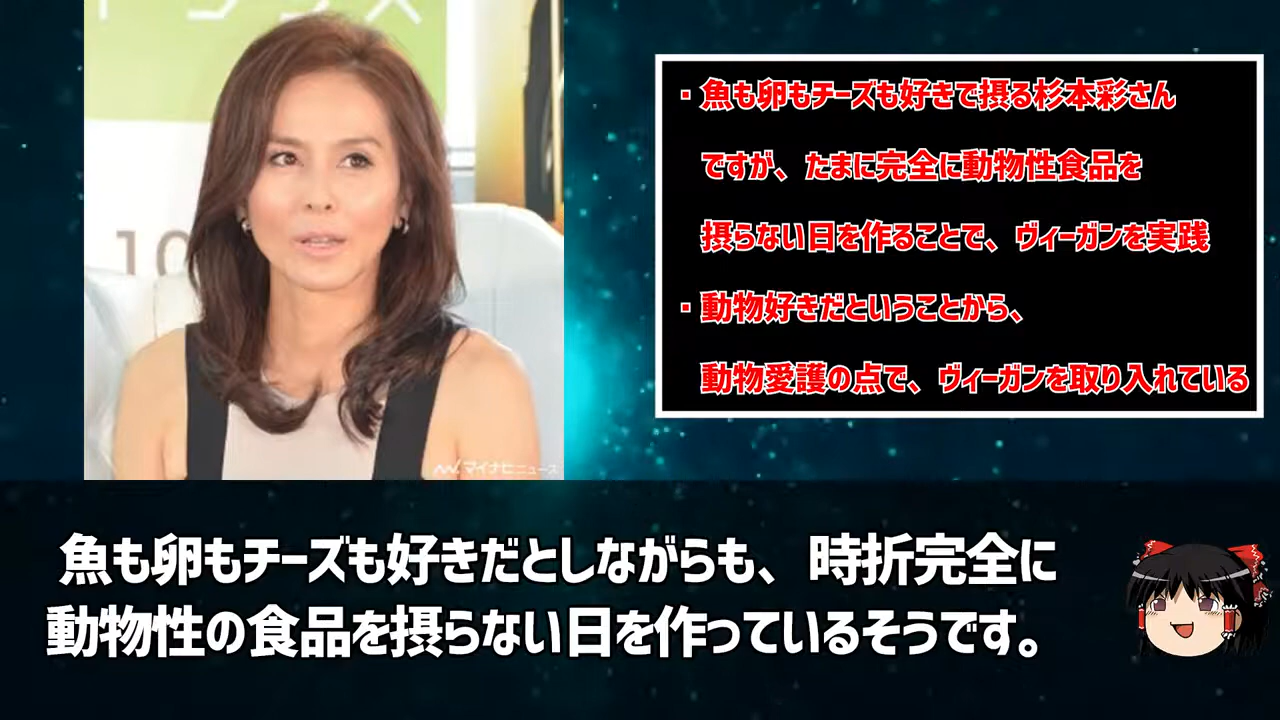 トックス
10
マイナビニュース
・魚も卵もチーズも好きで摂る杉本彩さん
ですが、たまに完全に動物性食品を
摂らない日を作ることで、ヴィーガンを実践
・動物好きだということから、
動物愛護の点で、ヴィーガンを取り入れている
魚も卵もチーズも好きだとしながらも、時折完全に
動物性の食品を摂らない日を作っているそうです。